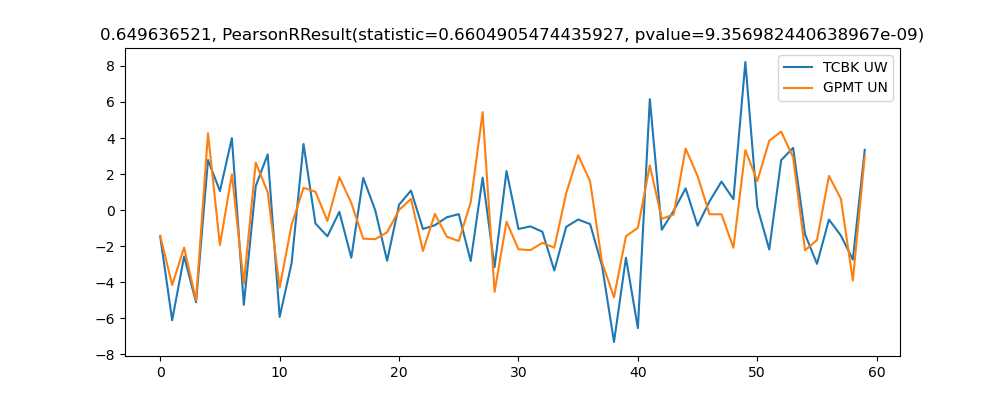 0.649636521, PearsonRResult(statistic=0.6604905474435927, pvalue=9.356982440638967e-09)
TCBK UW
GPMT UN
8
6
4
2
0
−2
−4
−6
−8
0 10 20 30 40 50 60